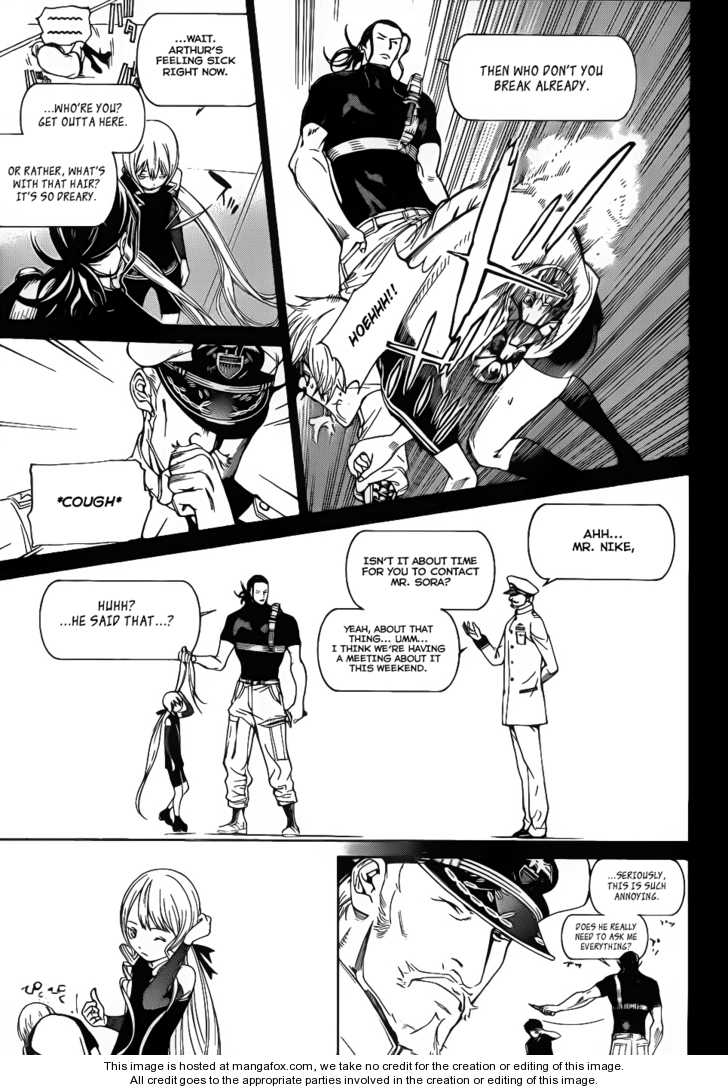 THEN WHO DON'T YOU
BREAK ALREADY.
HOEHHH!!
...WAIT.
ARTHUR'S
FEELING SICK
RIGHT NOW.
...WHO'RE YOU?
GET OUTTA HERE.
OR RATHER, WHAT'S
WITH THAT HAIR?
IT'S SO DREARY.
*COUGH*
AHH...
MR. NIKE,
ISN'T IT ABOUT TIME
FOR YOU TO CONTACT
MR. SORA?
YEAH, ABOUT THAT
THING... UMM...
I THINK WE'RE HAVING
A MEETING ABOUT IT
THIS WEEKEND.
HUHH?
...HE SAID THAT...?
...SERIOUSLY,
THIS IS SUCH
ANNOYING.
DOES HE REALLY
NEED TO ASK ME
EVERYTHING?
This image is hosted at mangafox.com, we take no credit for the creation or editing of this image.
All credit goes to the appropriate parties involved in the creation or editing of this image.